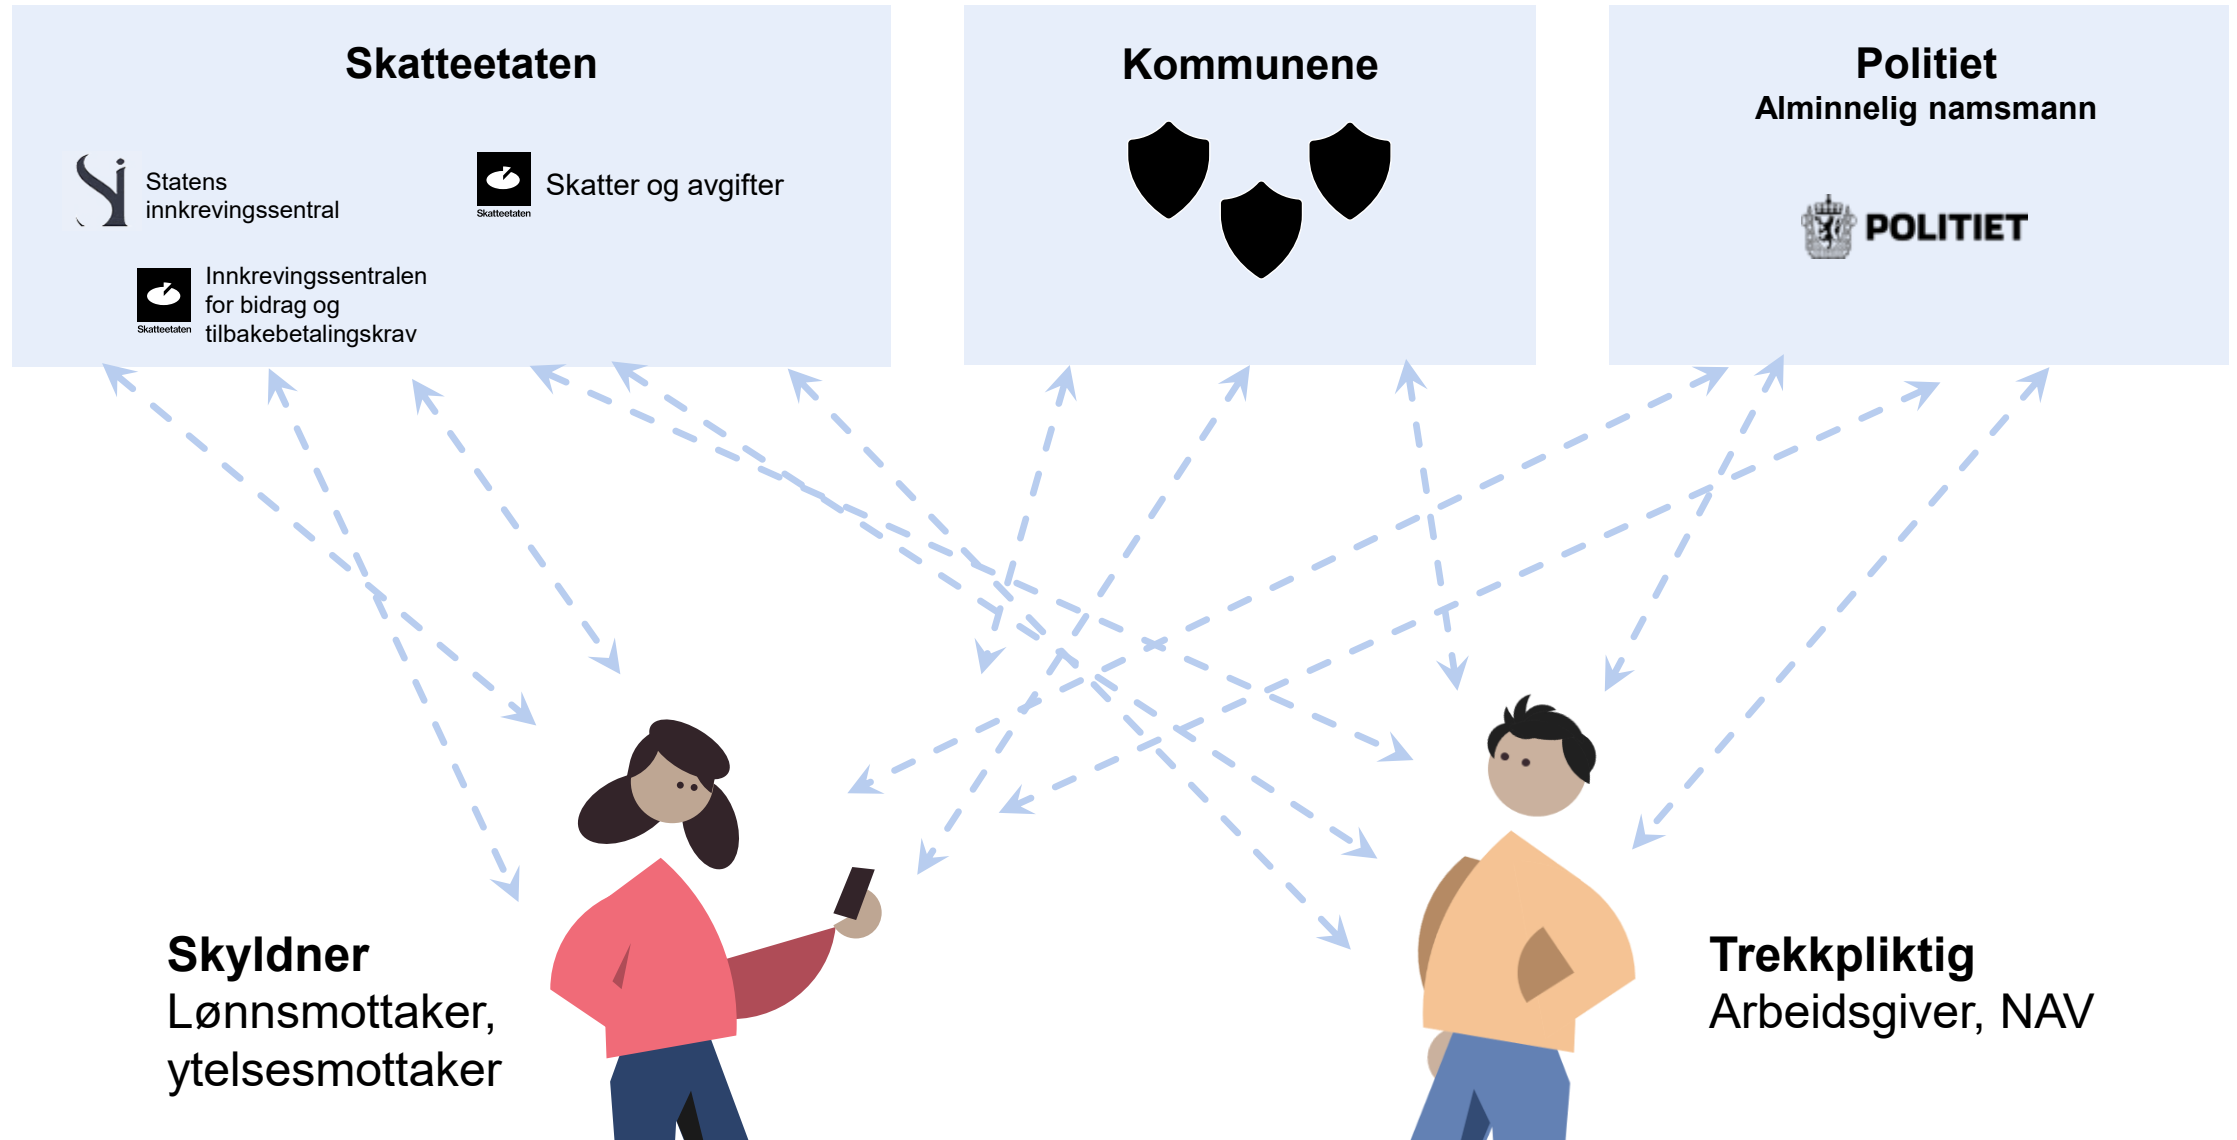 Skatteetaten
Statens
innkrevingssentral
Skatteetaten
Skatter og avgifter
Skatteetaten
Innkrevingssentralen
for bidrag og
tilbakebetalingskrav
Kommunene
Politiet
Alminnelig namsmann
POLITIET
Skyldner
Lønnsmottaker,
ytelsesmottaker
Trekkpliktig
Arbeidsgiver, NAV